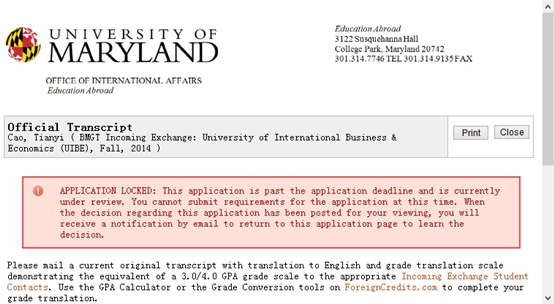 UNIVERSITY OF
MARYLAND
OFFICE OF INTERNATIONAL AFFAIRS
Education Abroad
Education Abroad
3122 Susquehanna Hall
College Park, Maryland 20742
301.314.7746 TEL 301.314.9135 FAX
Official Transcript
Cao, Tianyi ( BMGT Incoming Exchange: University of International Business &
Economics (UIBE), Fall, 2014 )
Print
Close
APPLICATION LOCKED: This application is past the application deadline and is currently
under review. You cannot submit requirements for the application at this time. When
the decision regarding this application has been posted for your viewing, you will
receive a notification by email to return to this application page to learn the
decision.
Please mail a current original transcript with translation to English and grade translation scale
demonstrating the equivalent of a 3.0/4.0 GPA grade scale to the appropriate Incoming Exchange Student
Contacts. Use the GPA Calculator or the Grade Conversion tools on ForeignCredits.com to complete your
grade translation.